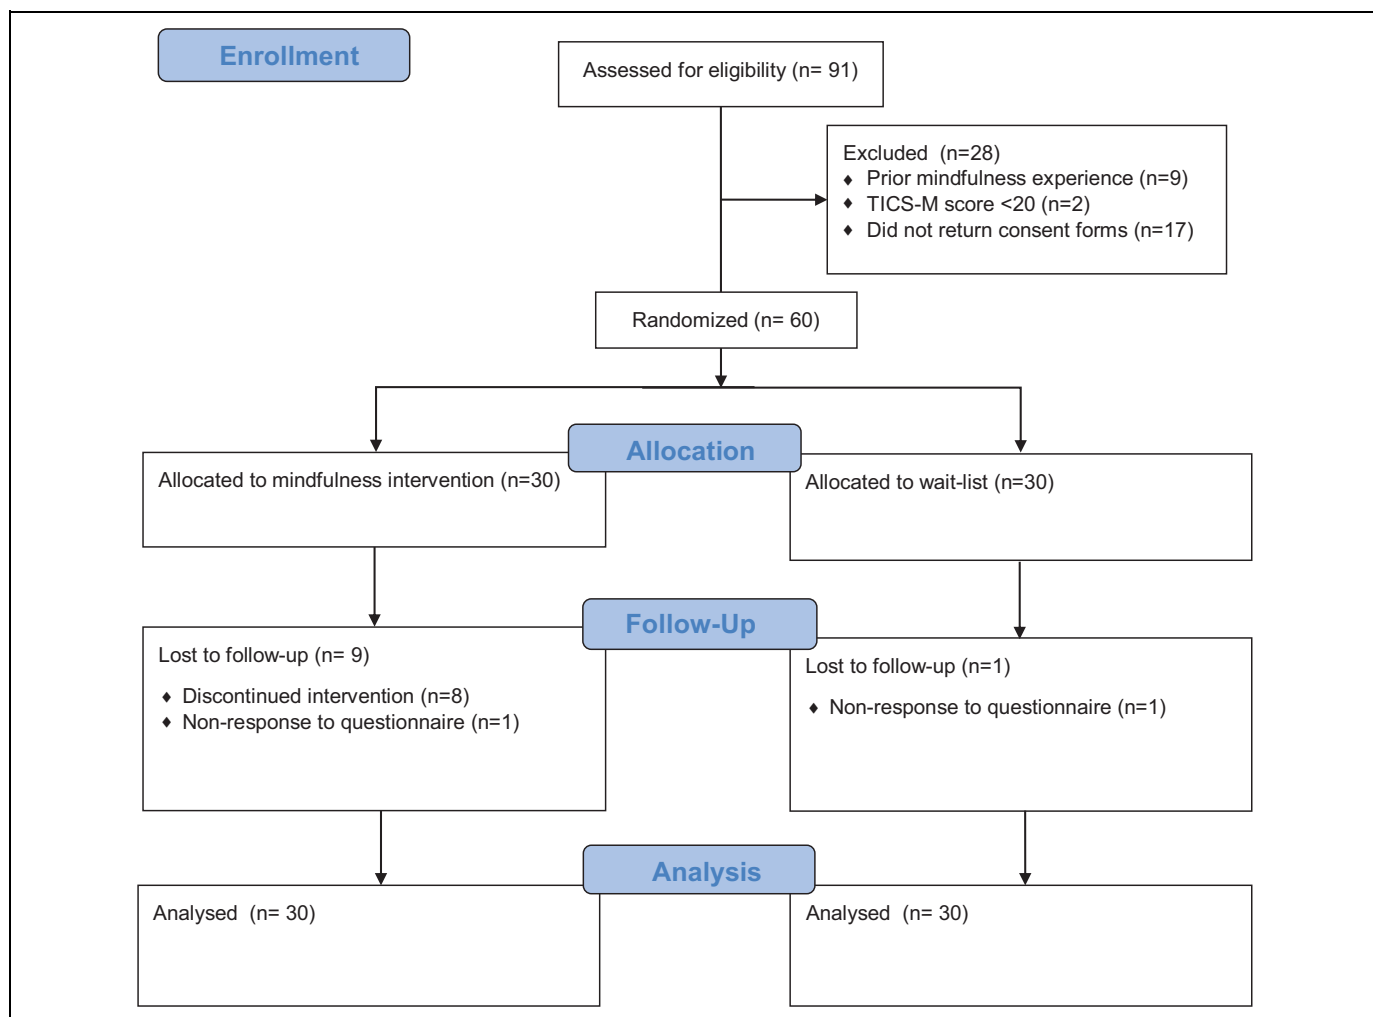 Enrollment
Assessed for eligibility (n= 91)
Excluded (n=28)
♦ Prior mindfulness experience (n=9)
♦ TICS-M score <20 (n=2)
♦ Did not return consent forms (n=17)
Randomized (n= 60)
Allocation
Allocated to mindfulness intervention (n=30)
Allocated to wait-list (n=30)
Follow-Up
Lost to follow-up (n= 9)
♦ Discontinued intervention (n=8)
♦ Non-response to questionnaire (n=1)
Lost to follow-up (n=1)
♦ Non-response to questionnaire (n=1)
Analysis
Analysed (n= 30)
Analysed (n= 30)